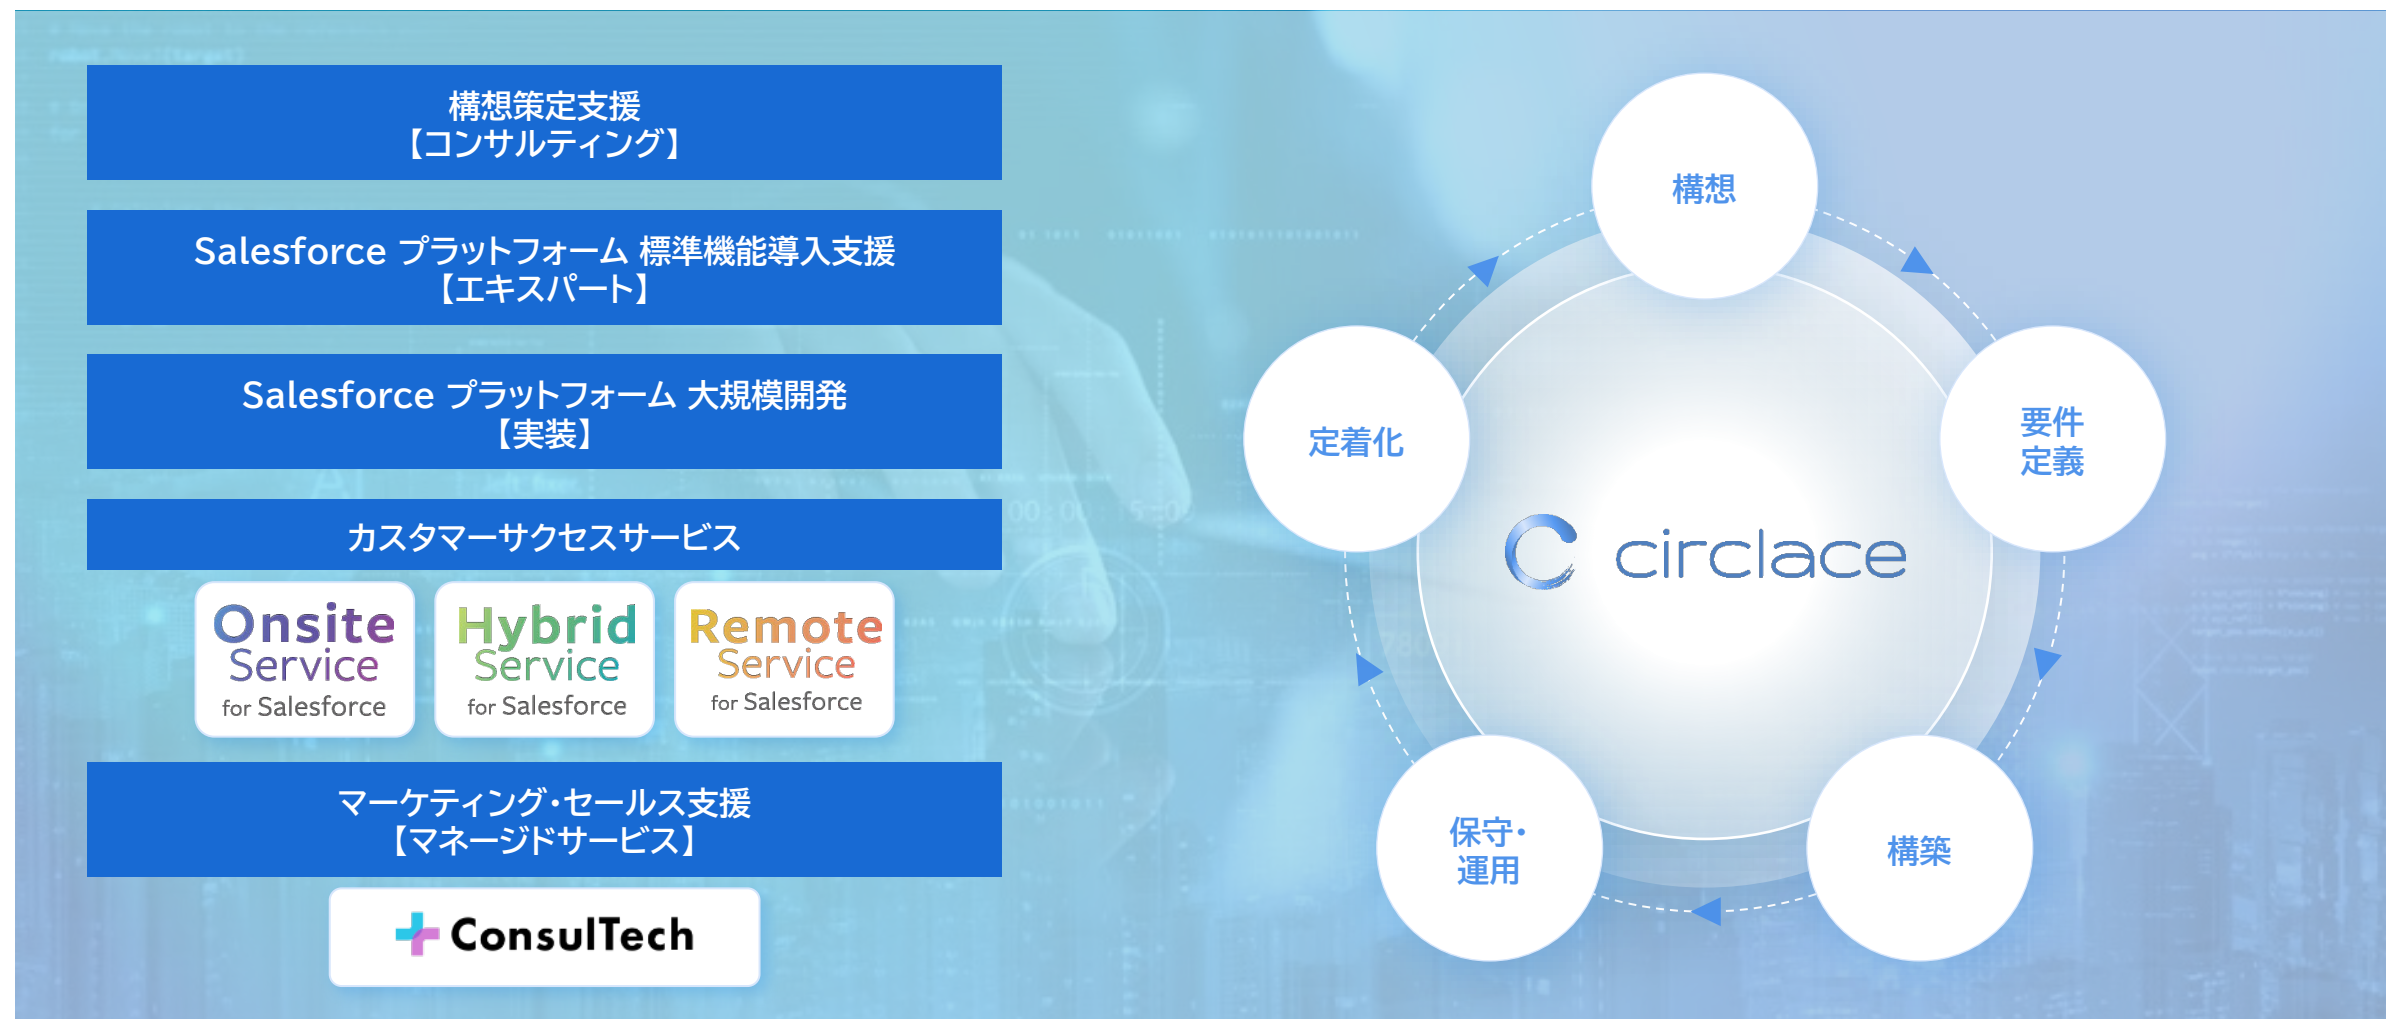 構想策定支援
【コンサルティング】
Salesforce プラットフォーム 標準機能導入支援
【エキスパート】
Salesforce プラットフォーム 大規模開発
【実装】
カスタマーサクセスサービス
Onsite
Service
for Salesforce
Hybrid
Service
for Salesforce
Remote
Service
for Salesforce
マーケティング・セールス支援
【マネージドサービス】
ConsulTech
構想
要件
定義
構築
保守・
運用
定着化
circlace